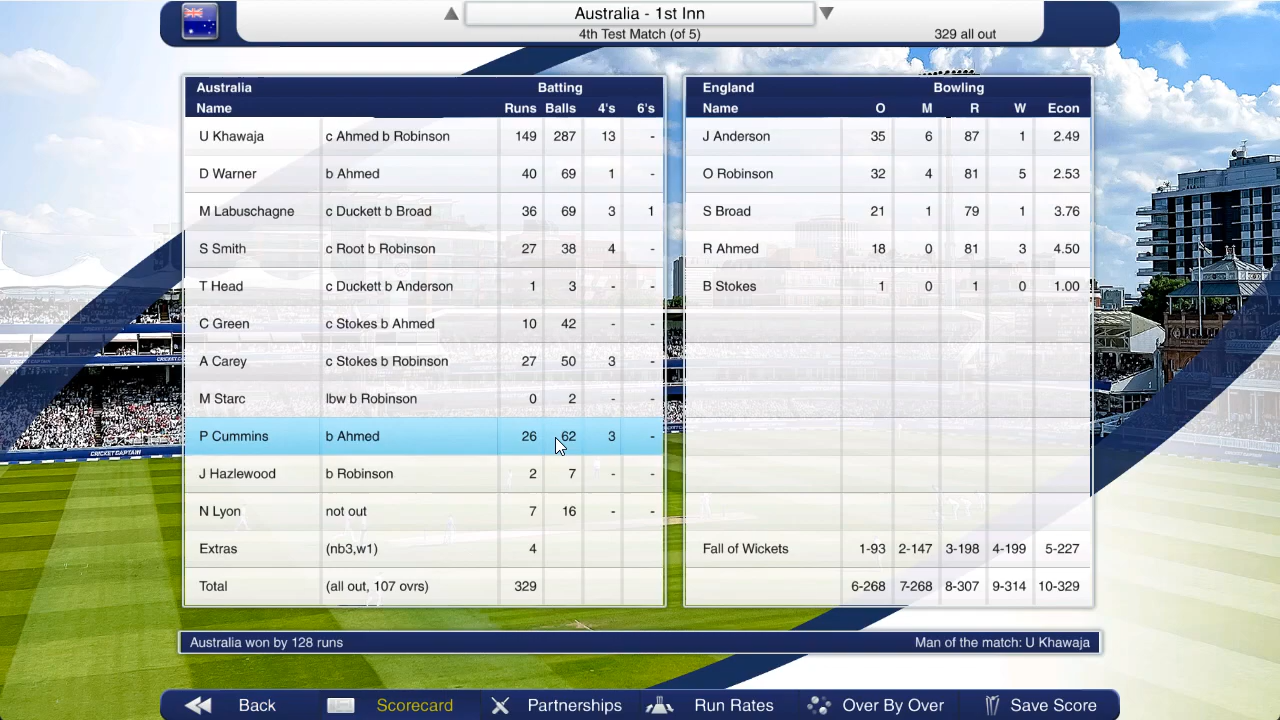 Australia - 1st Inn
4th Test Match (of 5) 329 all out
Australia Batting
Name Runs Balls 4's 6's
U Khawaja c Ahmed b Robinson 149 287 13 -
D Warner b Ahmed 40 69 1 -
M Labuschagne c Duckett b Broad 36 69 3 1
S Smith c Root b Robinson 27 38 4 -
T Head c Duckett b Anderson 1 3 - -
C Green c Stokes b Ahmed 10 42 - -
A Carey c Stokes b Robinson 27 50 3 -
M Starc lbw b Robinson 0 2 - -
P Cummins b Ahmed 26 62 3 -
J Hazlewood b Robinson 2 7 - -
N Lyon not out 7 16 - -
Extras (nb3,w1) 4
Total (all out, 107 ovrs) 329
England Bowling
Name O M R W Econ
J Anderson 35 6 87 1 2.49
O Robinson 32 4 81 5 2.53
S Broad 21 1 79 1 3.76
R Ahmed 18 0 81 3 4.50
B Stokes 1 0 1 0 1.00
Fall of Wickets 1-93 2-147 3-198 4-199 5-227
6-268 7-268 8-307 9-314 10-329
CRICKET CAPTAIN
Australia won by 128 runs Man of the match: U Khawaja
Back Scorecard Partnerships Run Rates Over By Over Save Score